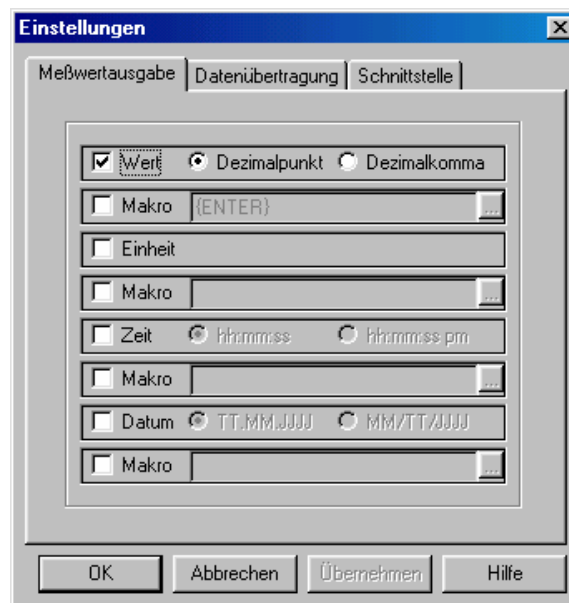 Einstellungen
Meßwertausgabe Datenübertragung Schnittstelle
Wert Dezimalpunkt Dezimalkomma
Makro {ENTER} ...
Einheit
Makro ...
Zeit hh:mm:ss hh:mm:ss pm
Makro ...
Datum TT.MM.JJJJ MM/TT/JJJJ
Makro ...
OK Abbrechen Übernehmen Hilfe